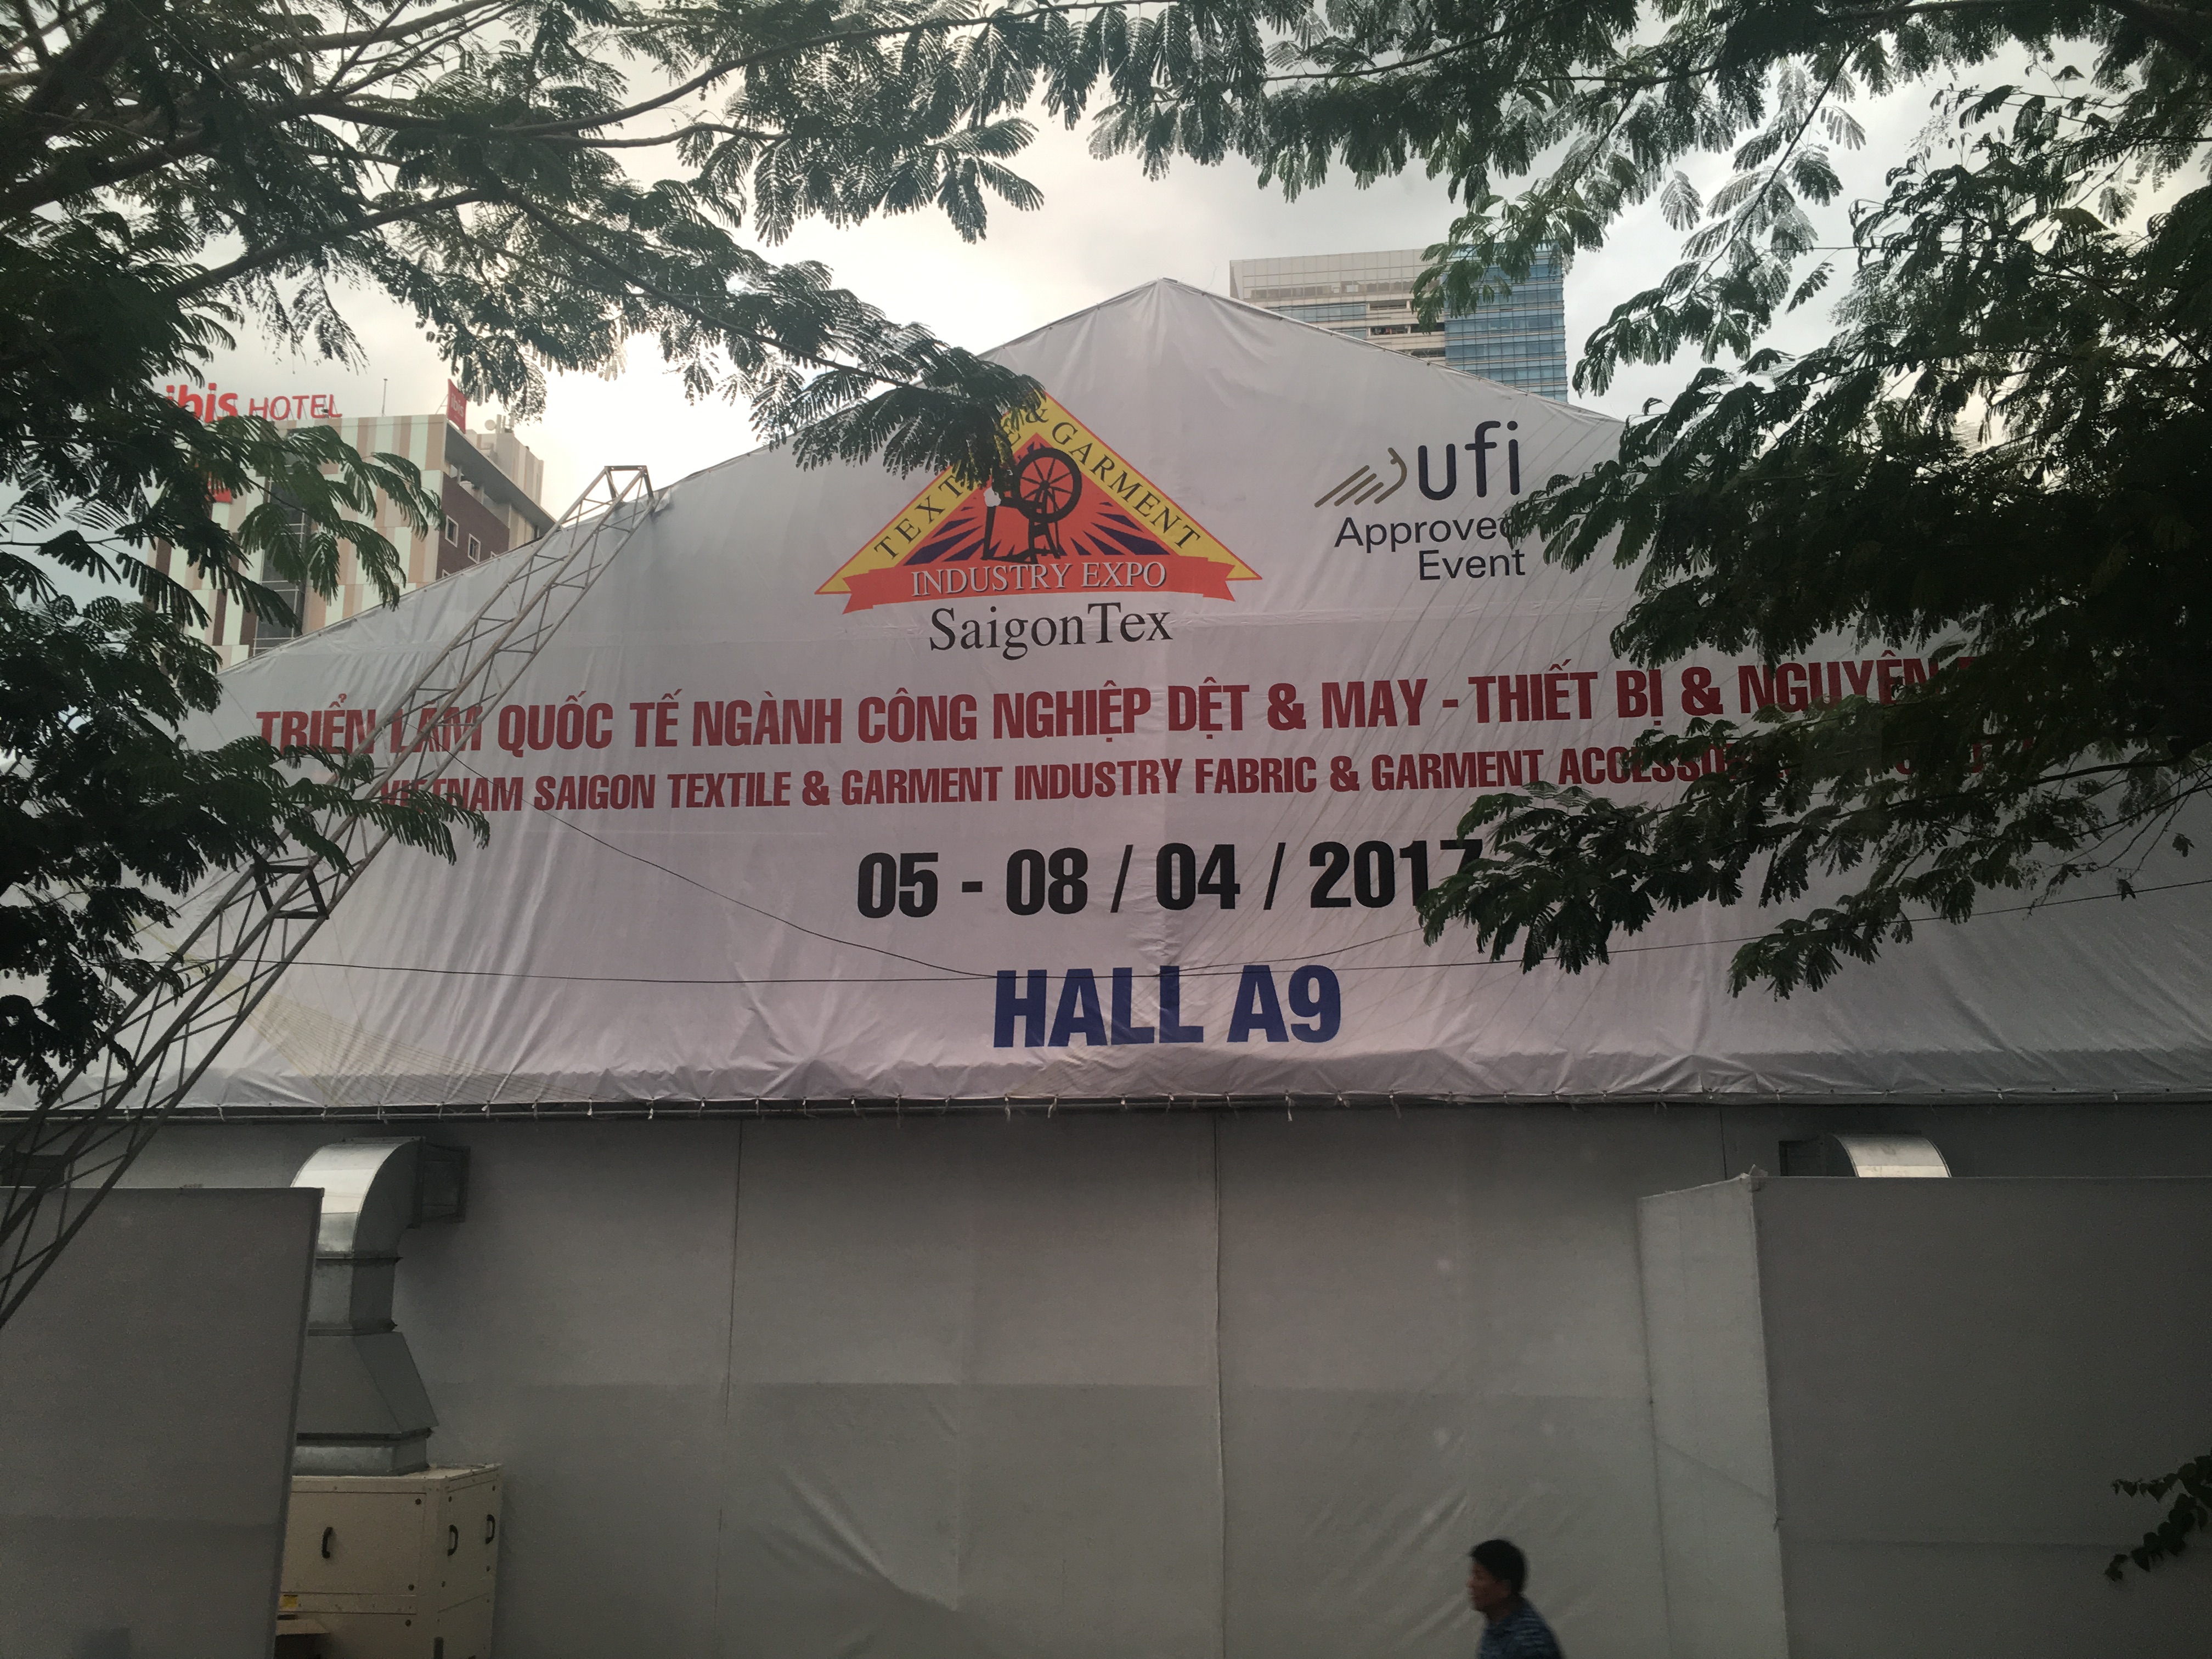 ibis HOTEL
& GARMENT
INDUSTRY EXPO
SaigonTex
ufi
Approved
Event
TRIỂN LÃM QUỐC TẾ NGÀNH CÔNG NGHIỆP DỆT & MAY - THIẾT BỊ & NGUYÊN
VIETNAM SAIGON TEXTILE & GARMENT INDUSTRY FABRIC & GARMENT
05 - 08 / 04 / 2017
HALL A9